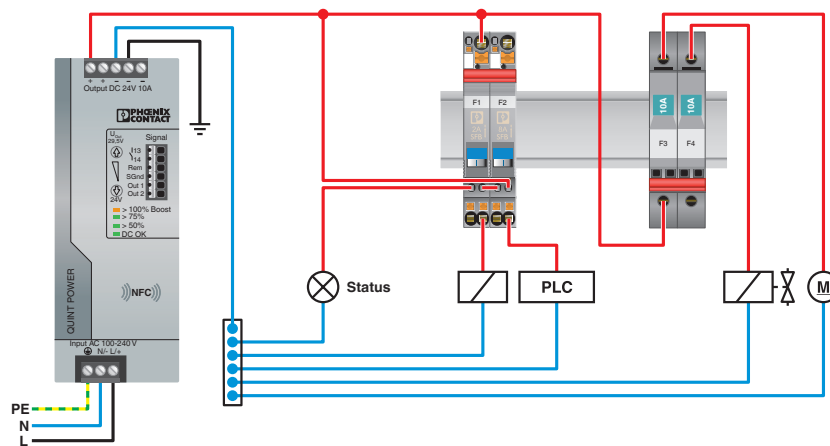 + + – – –
Output DC 24V 10A
PHŒNIX
CONTACT
UOut
29,5V
Signal
13
14
Rem
SGnd
Out 1
Out 2
24V
> 100% Boost
> 75%
> 50%
DC OK
NFC
QUINT POWER
Input AC 100-240 V
N/- L/+
PE
N
L
Status
F1
F2
PLC
10A
10A
F3
F4
M